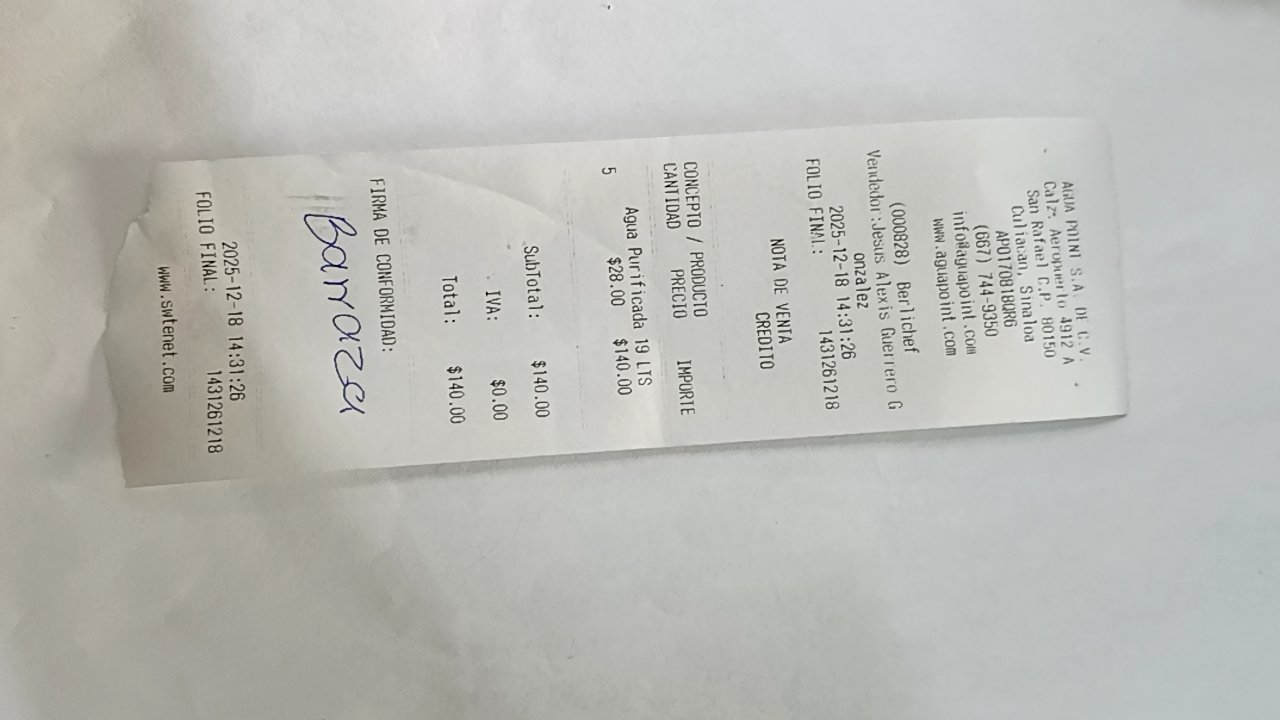 AGUA POINT S.A. DE C.V.
Calz. Aeropuerto 4912 A
San Rafael C.P. 80150
Culiacan, Sinaloa
APO170818QR6
(667) 744-9350
info@aguapoint.com
www.aguapoint.com
(000828) Berlichef
Vendedor:Jesus Alexis Guerrero G
onzalez
2025-12-18 14:31:26
FOLIO FINAL: 1431261218
NOTA DE VENTA
CREDITO
CONCEPTO / PRODUCTO
CANTIDAD PRECIO IMPORTE
Agua Purificada 19 LTS
5 $28.00 $140.00
SubTotal: $140.00
IVA: $0.00
Total: $140.00
FIRMA DE CONFORMIDAD:
Barraza
2025-12-18 14:31:26
FOLIO FINAL: 1431261218
www.swtenet.com